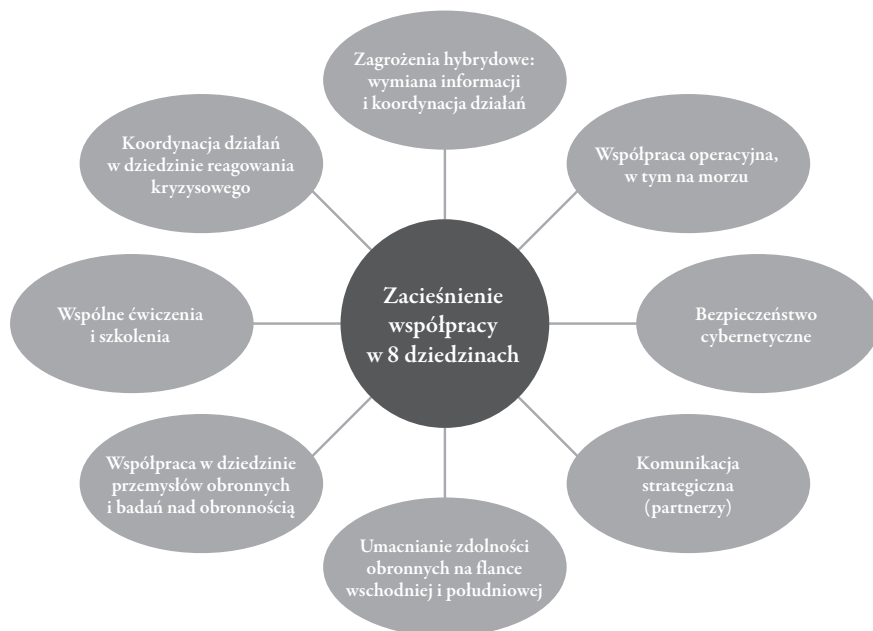 Zagrożenia hybrydowe:
wymiana informacji
i koordynacja działań
Koordynacja działań
w dziedzinie reagowania
kryzysowego
Współpraca operacyjna,
w tym na morzu
Zacieśnienie
współpracy
w 8 dziedzinach
Wspólne ćwiczenia
i szkolenia
Bezpieczeństwo
cybernetyczne
Współpraca w dziedzinie
przemysłów obronnych
i badań nad obronnością
Komunikacja
strategiczna
(partnerzy)
Umacnianie zdolności
obronnych na flance
wschodniej i południowej